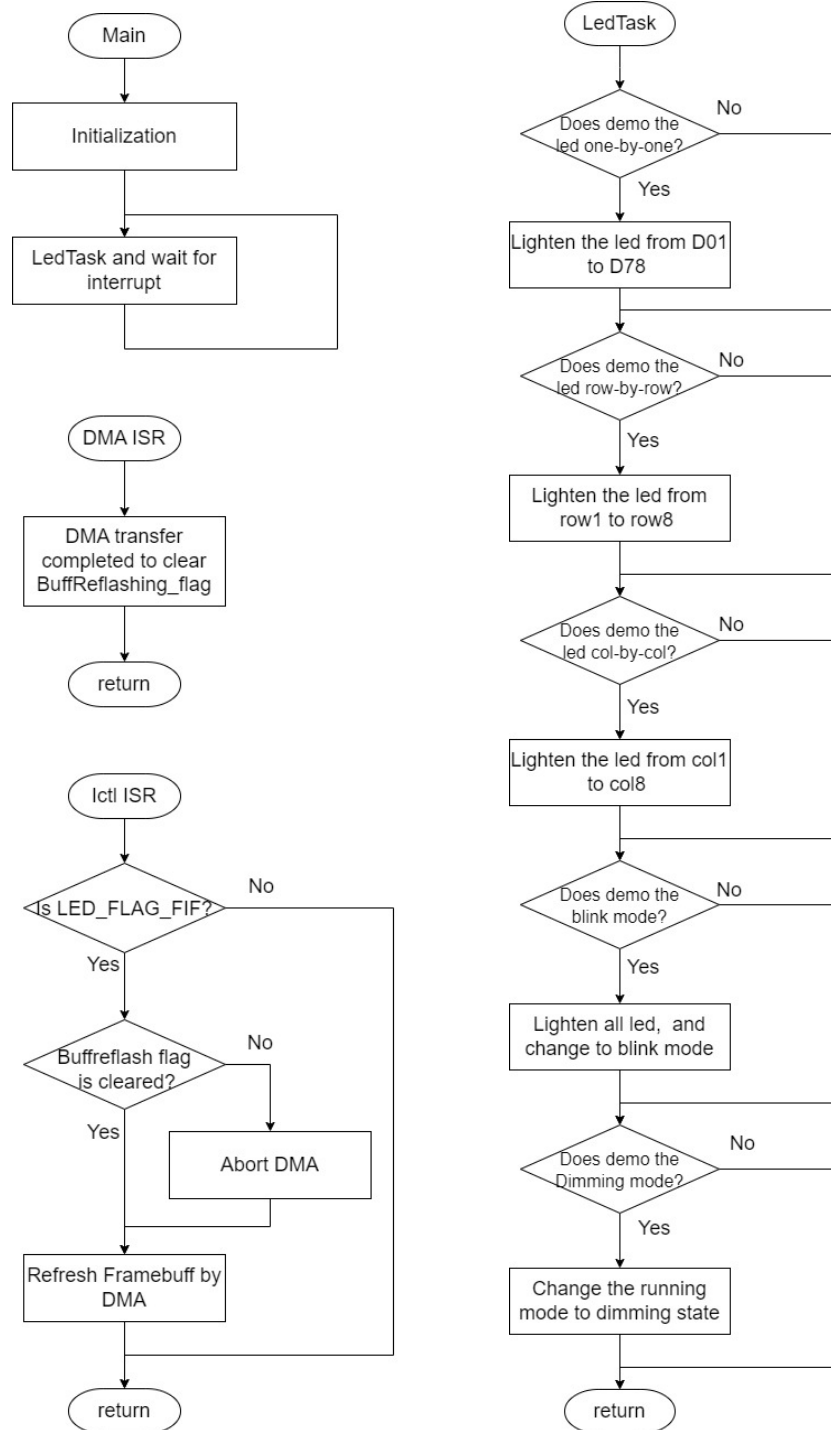 Main
Initialization
LedTask and wait for
interrupt
DMA ISR
DMA transfer
completed to clear
BuffReflashing_flag
return
Ictl ISR
Is LED_FLAG_FIF?
No
Yes
Buffreflash flag
is cleared?
No
Yes
Abort DMA
Refresh Framebuff by
DMA
return
LedTask
Does demo the
led one-by-one?
No
Yes
Lighten the led from D01
to D78
Does demo the
led row-by-row?
No
Yes
Lighten the led from
row1 to row8
Does demo the
led col-by-col?
No
Yes
Lighten the led from col1
to col8
Does demo the
blink mode?
No
Yes
Lighten all led, and
change to blink mode
Does demo the
Dimming mode?
No
Yes
Change the running
mode to dimming state
return